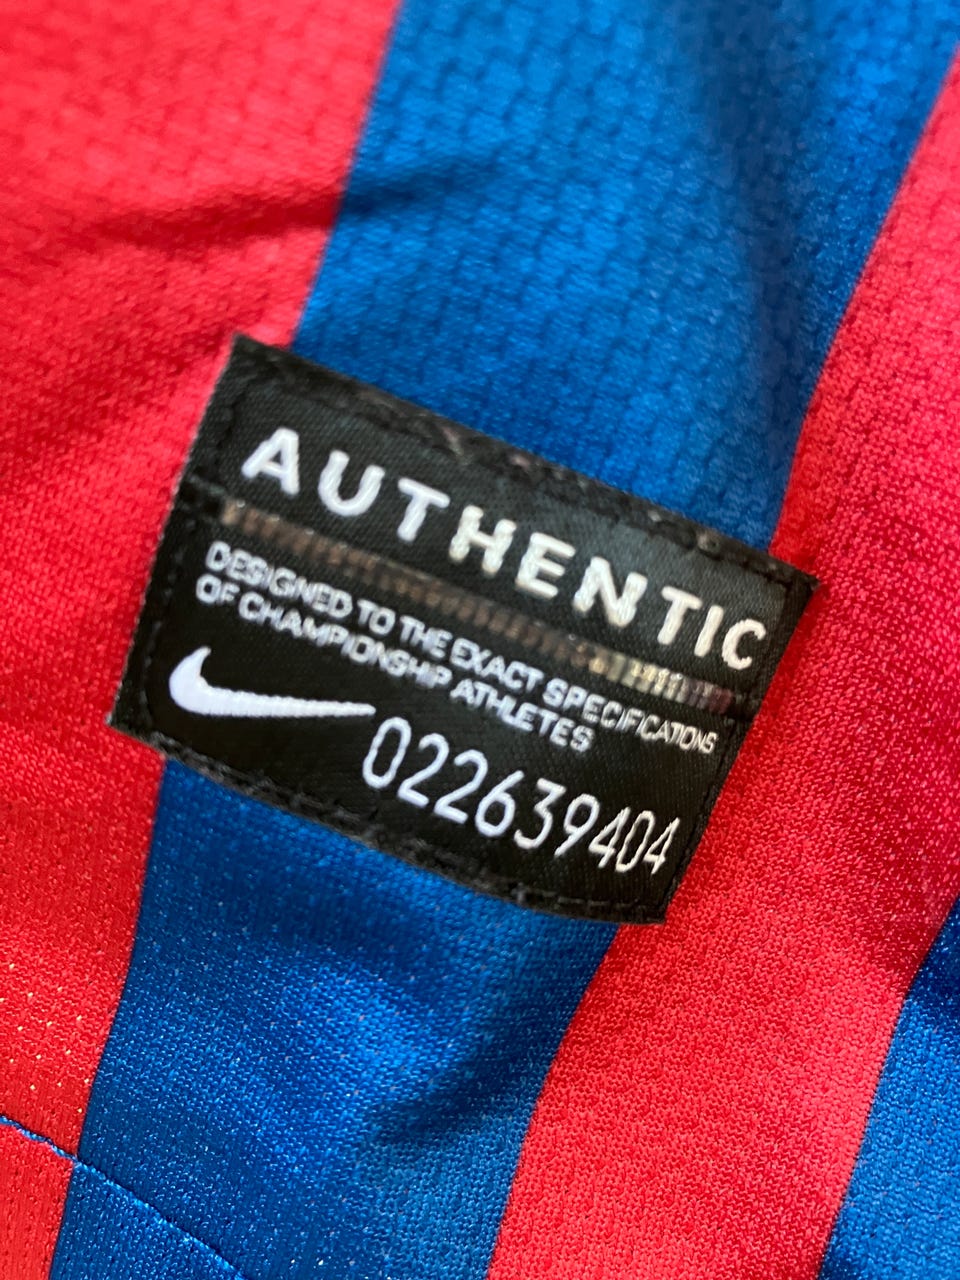 AUTHENTIC
DESIGNED TO THE EXACT SPECIFICATIONS
OF CHAMPIONSHIP ATHLETES
022639404